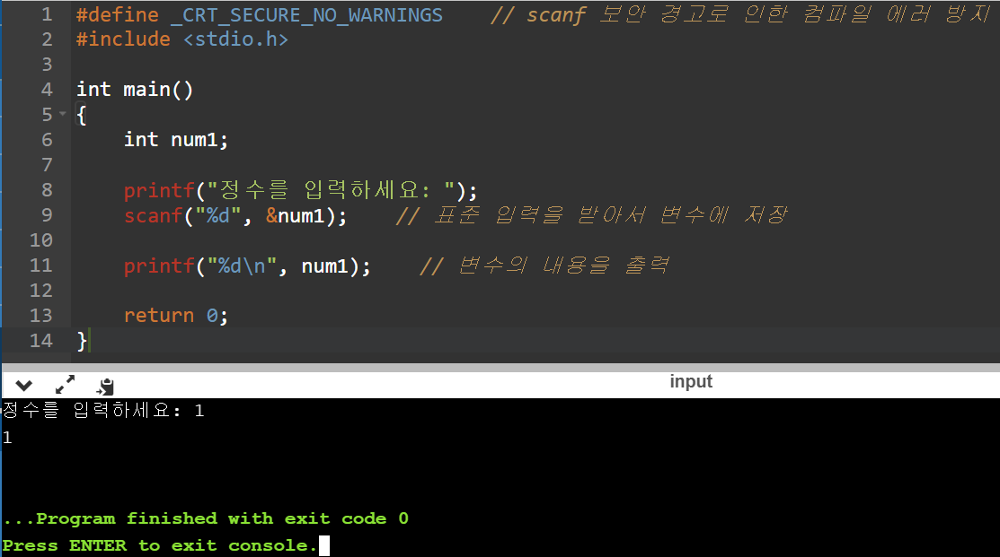 1 #define _CRT_SECURE_NO_WARNINGS    // scanf 보안 경고로 인한 컴파일 에러 방지
2 #include <stdio.h>
3
4 int main()
5 {
6     int num1;
7
8     printf("정수를 입력하세요: ");
9     scanf("%d", &num1);    // 표준 입력을 받아서 변수에 저장
10
11     printf("%d\n", num1);    // 변수의 내용을 출력
12
13     return 0;
14 }
input
정수를 입력하세요: 1
1
...Program finished with exit code 0
Press ENTER to exit console.